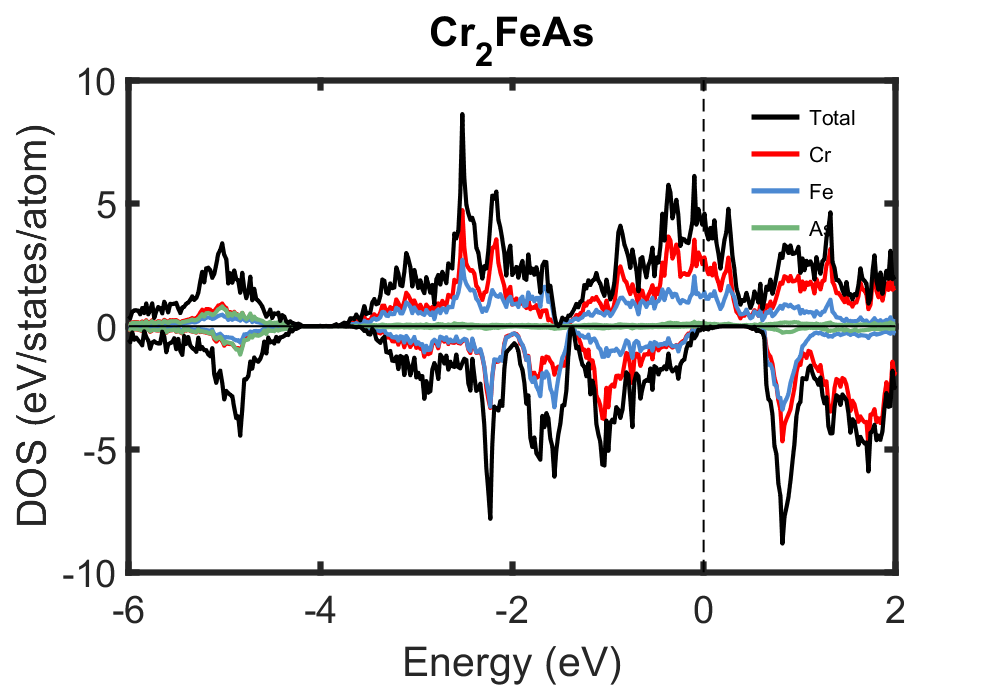 Cr2FeAs
DOS (eV/states/atom)
10
5
0
-5
-10
Total
Cr
Fe
As
-6
-4
-2
0
2
Energy (eV)